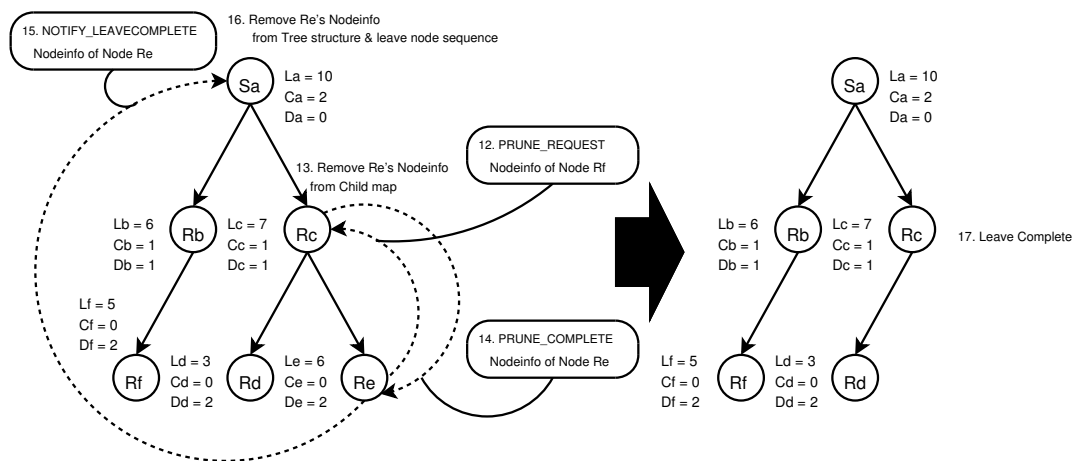 15. NOTIFY_LEAVECOMPLETE
Nodeinfo of Node Re
16. Remove Re's Nodeinfo
from Tree structure & leave node sequence
Sa
La = 10
Ca = 2
Da = 0
12. PRUNE_REQUEST
Nodeinfo of Node Rf
13. Remove Re's Nodeinfo
from Child map
Lb = 6
Cb = 1
Db = 1
Rb
Lc = 7
Cc = 1
Dc = 1
Rc
Lf = 5
Cf = 0
Df = 2
Rf
Ld = 3
Cd = 0
Dd = 2
Rd
Le = 6
Ce = 0
De = 2
Re
14. PRUNE_COMPLETE
Nodeinfo of Node Re
Sa
La = 10
Ca = 2
Da = 0
Lb = 6
Cb = 1
Db = 1
Rb
Lc = 7
Cc = 1
Dc = 1
Rc
17. Leave Complete
Lf = 5
Cf = 0
Df = 2
Rf
Ld = 3
Cd = 0
Dd = 2
Rd